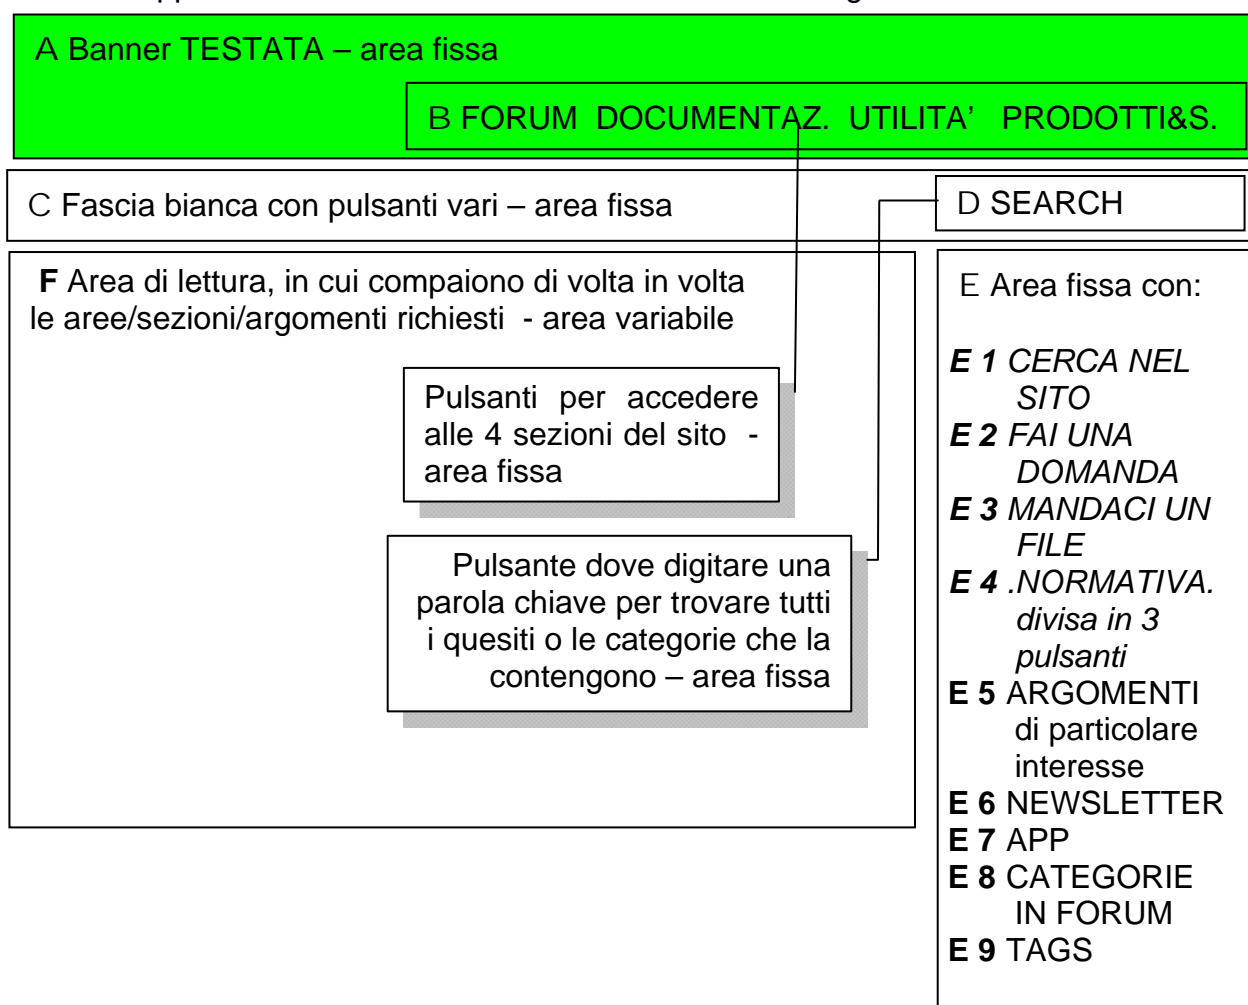 A Banner TESTATA – area fissa
B FORUM DOCUMENTAZ. UTILITA’ PRODOTTI&S.
C Fascia bianca con pulsanti vari – area fissa
D SEARCH
F Area di lettura, in cui compaiono di volta in volta
le aree/sezioni/argomenti richiesti - area variabile
Pulsanti per accedere
alle 4 sezioni del sito -
area fissa
Pulsante dove digitare una
parola chiave per trovare tutti
i quesiti o le categorie che la
contengono – area fissa
E Area fissa con:
E 1 CERCA NEL
SITO
E 2 FAI UNA
DOMANDA
E 3 MANDACI UN
FILE
E 4 .NORMATIVA.
divisa in 3
pulsanti
E 5 ARGOMENTI
di particolare
interesse
E 6 NEWSLETTER
E 7 APP
E 8 CATEGORIE
IN FORUM
E 9 TAGS